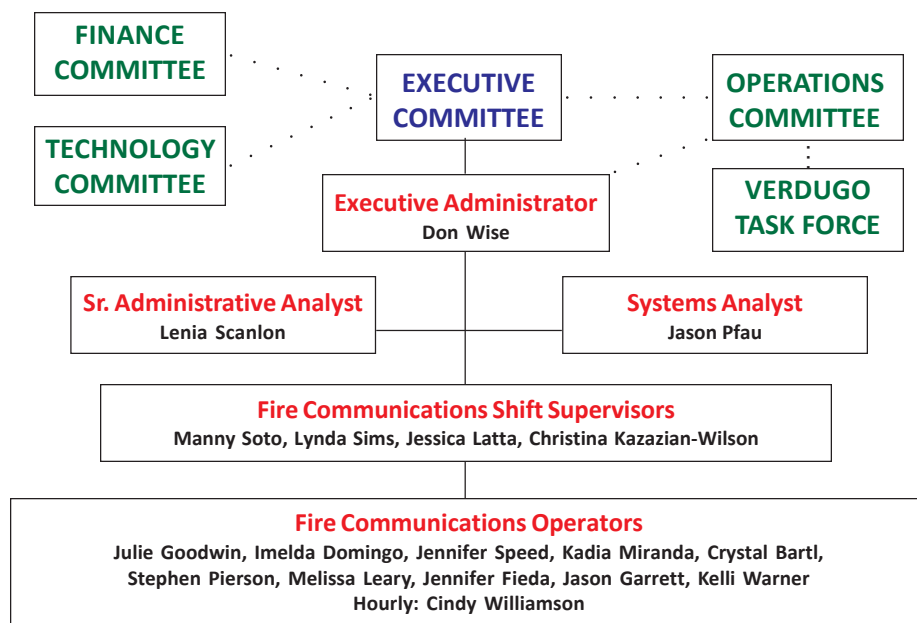 FINANCE
COMMITTEE
EXECUTIVE
COMMITTEE
OPERATIONS
COMMITTEE
TECHNOLOGY
COMMITTEE
Executive Administrator
Don Wise
VERDUGO
TASK FORCE
Sr. Administrative Analyst
Lenia Scanlon
Systems Analyst
Jason Pfau
Fire Communications Shift Supervisors
Manny Soto, Lynda Sims, Jessica Latta, Christina Kazazian-Wilson
Fire Communications Operators
Julie Goodwin, Imelda Domingo, Jennifer Speed, Kadia Miranda, Crystal Bartl,
Stephen Pierson, Melissa Leary, Jennifer Fieda, Jason Garrett, Kelli Warner
Hourly: Cindy Williamson